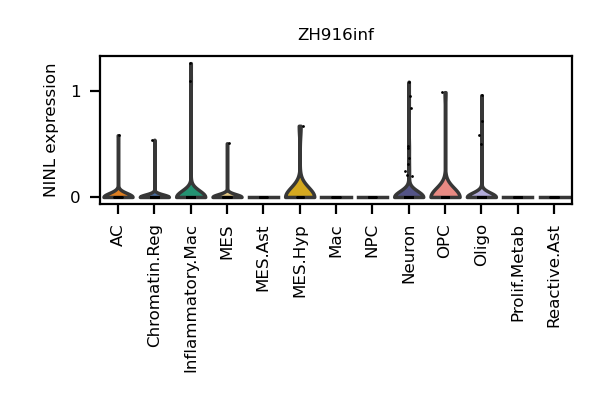 ZH916inf
NINL expression
1
0
AC
Chromatin.Reg
Inflammatory.Mac
MES
MES.Ast
MES.Hyp
Mac
NPC
Neuron
OPC
Oligo
Prolif.Metab
Reactive.Ast